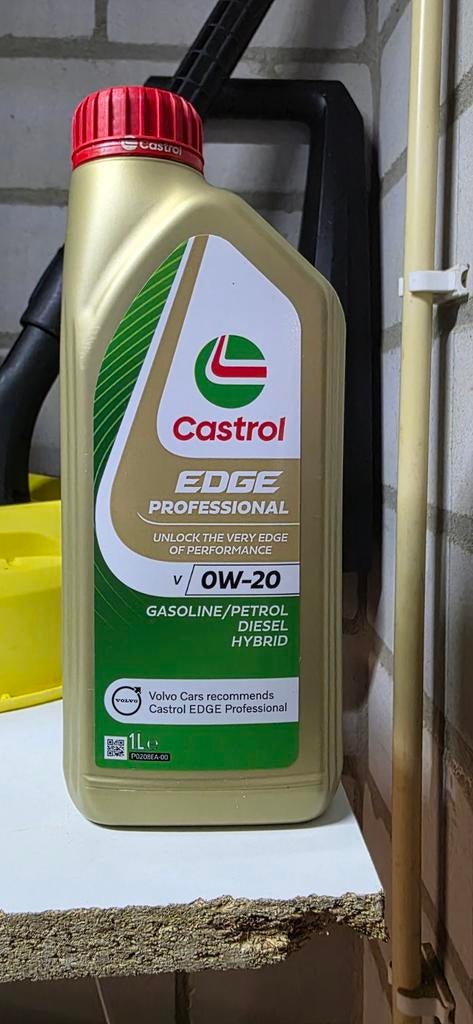 Castrol
Castrol
EDGE
PROFESSIONAL
UNLOCK THE VERY EDGE
OF PERFORMANCE
V 0W-20
GASOLINE/PETROL
DIESEL
HYBRID
VOLVO
Volvo Cars recommends
Castrol EDGE Professional
1L e
P0208EA-00